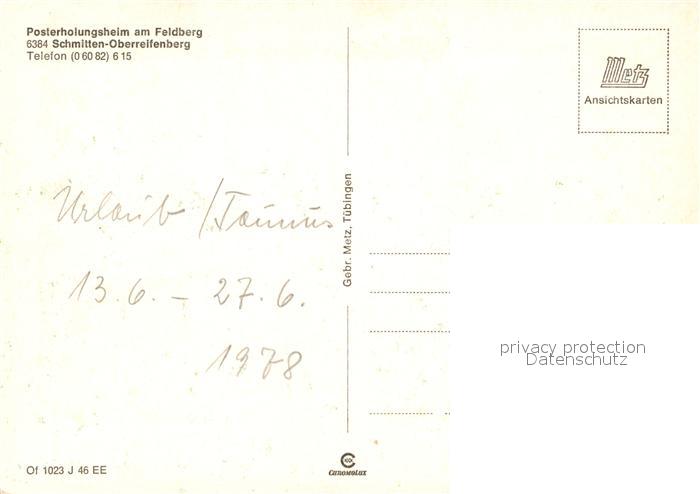 Posterholungsheim am Feldberg
6384 Schmitten-Oberreifenberg
Telefon (0 60 82) 6 15
Metz
Ansichtskarten
Urlaub / Taunus
13.6. - 27.6.
1978
Gebr. Metz, Tübingen
privacy protection
Datenschutz
Of 1023 J 46 EE
CHROMOLUX